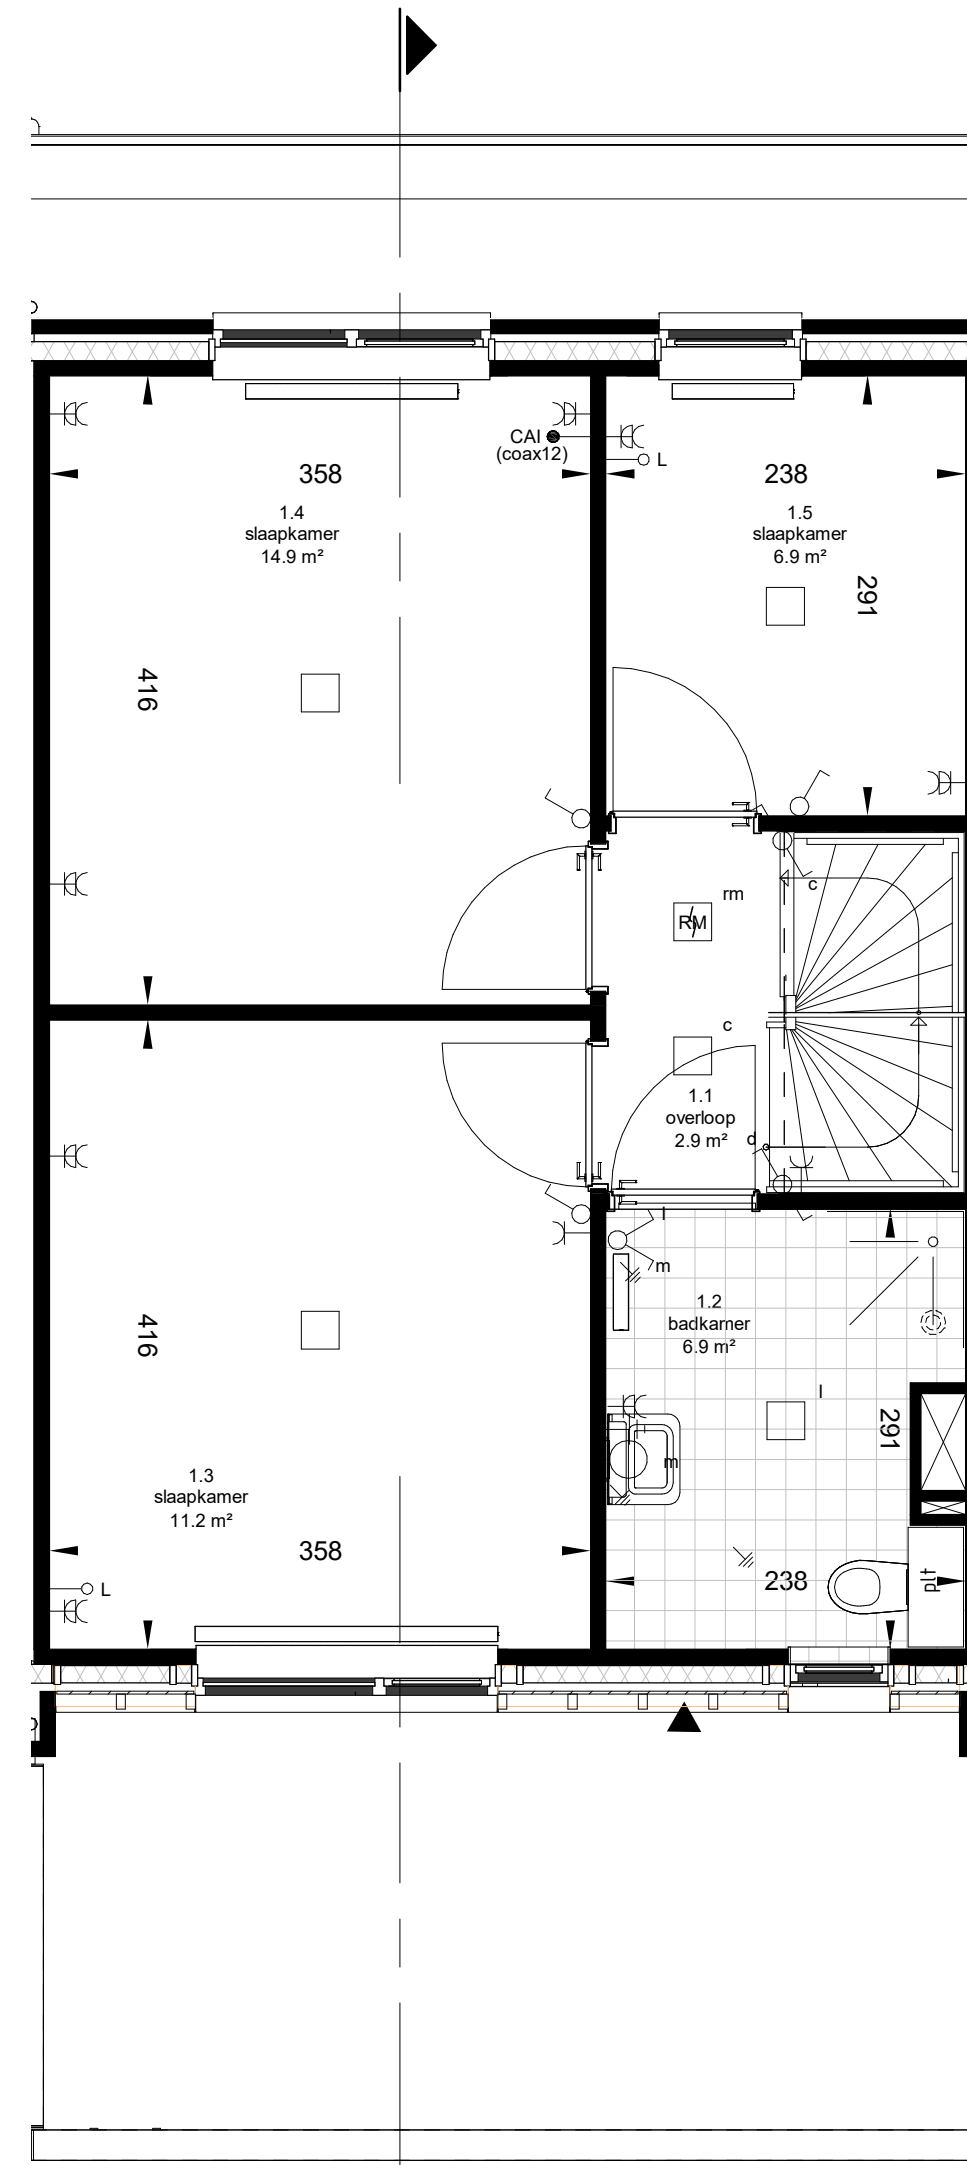 CAI
(coax12)
L
358
238
1.4
slaapkamer
14.9 m²
1.5
slaapkamer
6.9 m²
291
416
c
rm
RM
c
1.1
overloop
2.9 m²
d
l
m
1.2
badkamer
6.9 m²
416
l
291
m
1.3
slaapkamer
11.2 m²
358
238
plt
L